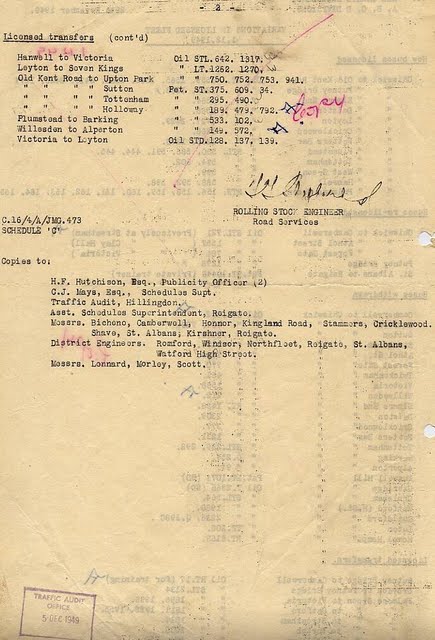 - 2 -
Licensed transfers (cont'd)
Hanwell to Victoria Oil STL.642, 1317.
Leyton to Seven Kings " LT.1252. 1270.
Old Kent Road to Upton Park " " 750, 752, 753, 941.
" " " " Sutton Pet. ST.375, 609, 34.
" " " " Tottenham " " 295, 490.
" " " " Holloway " " 189, 479, 792.
Plumstead to Barking " " 533, 102,
Willesden to Alperton " " 149, 572,
Victoria to Leyton Oil STD.128, 137, 139.
ROLLING STOCK ENGINEER
Road Services
C.16/4/A/JMG.473
SCHEDULE 'C'
Copies to:
H.F. Hutchison, Esq., Publicity Officer (2)
C.J. Mays, Esq., Schedules Supt.
Traffic Audit, Hillingdon.
Asst. Schedules Superintendent, Reigate.
Messrs. Bicheno, Camberwell, Honnor, Kingland Road, Stammers, Cricklewood.
Shave, St. Albans; Kirshner, Reigate.
District Engineers. Romford, Windsor, Northfleet, Reigate, St. Albans,
Watford High Street.
Messrs. Lennard, Morley, Scott.
TRAFFIC AUDIT
OFFICE
5 DEC 1949